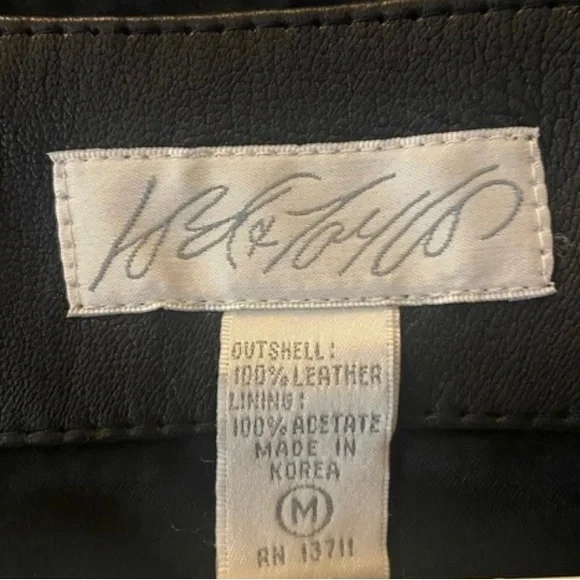 Lord & Taylor
OUTSHELL:
100% LEATHER
LINING:
100% ACETATE
MADE IN
KOREA
M
RN 13711